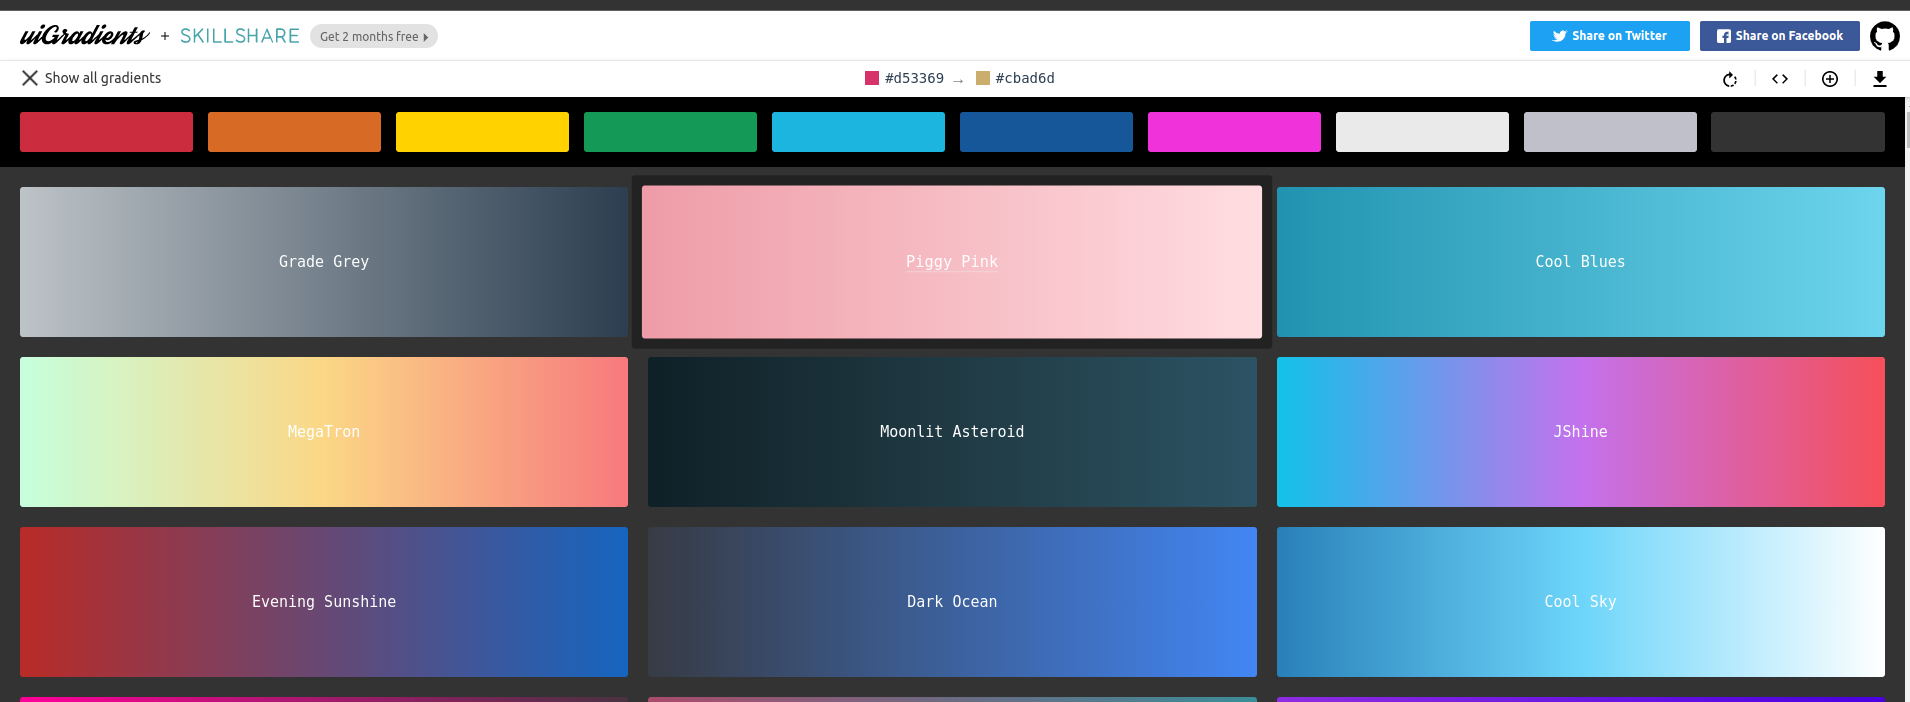 uiGradients + SKILLSHARE Get 2 months free
Share on Twitter Share on Facebook
Show all gradients #d53369 → #cbad6d
Grade Grey Piggy Pink Cool Blues
MegaTron Moonlit Asteroid JShine
Evening Sunshine Dark Ocean Cool Sky